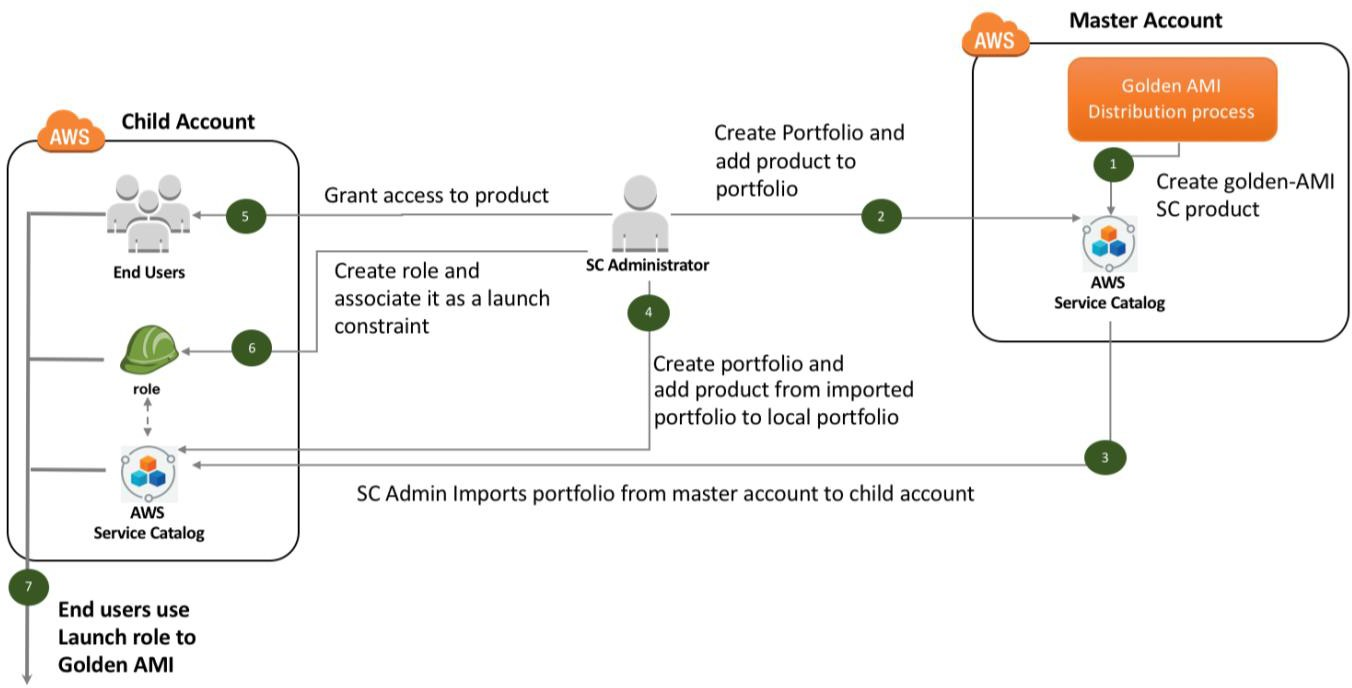 Master Account
AWS
Golden AMI
Distribution process
1
Create golden-AMI
SC product
AWS
Service Catalog
Child Account
AWS
Create Portfolio and
add product to
portfolio
2
Grant access to product
5
End Users
SC Administrator
Create role and
associate it as a launch
constraint
6
role
4
Create portfolio and
add product from imported
portfolio to local portfolio
3
SC Admin Imports portfolio from master account to child account
AWS
Service Catalog
7
End users use
Launch role to
Golden AMI